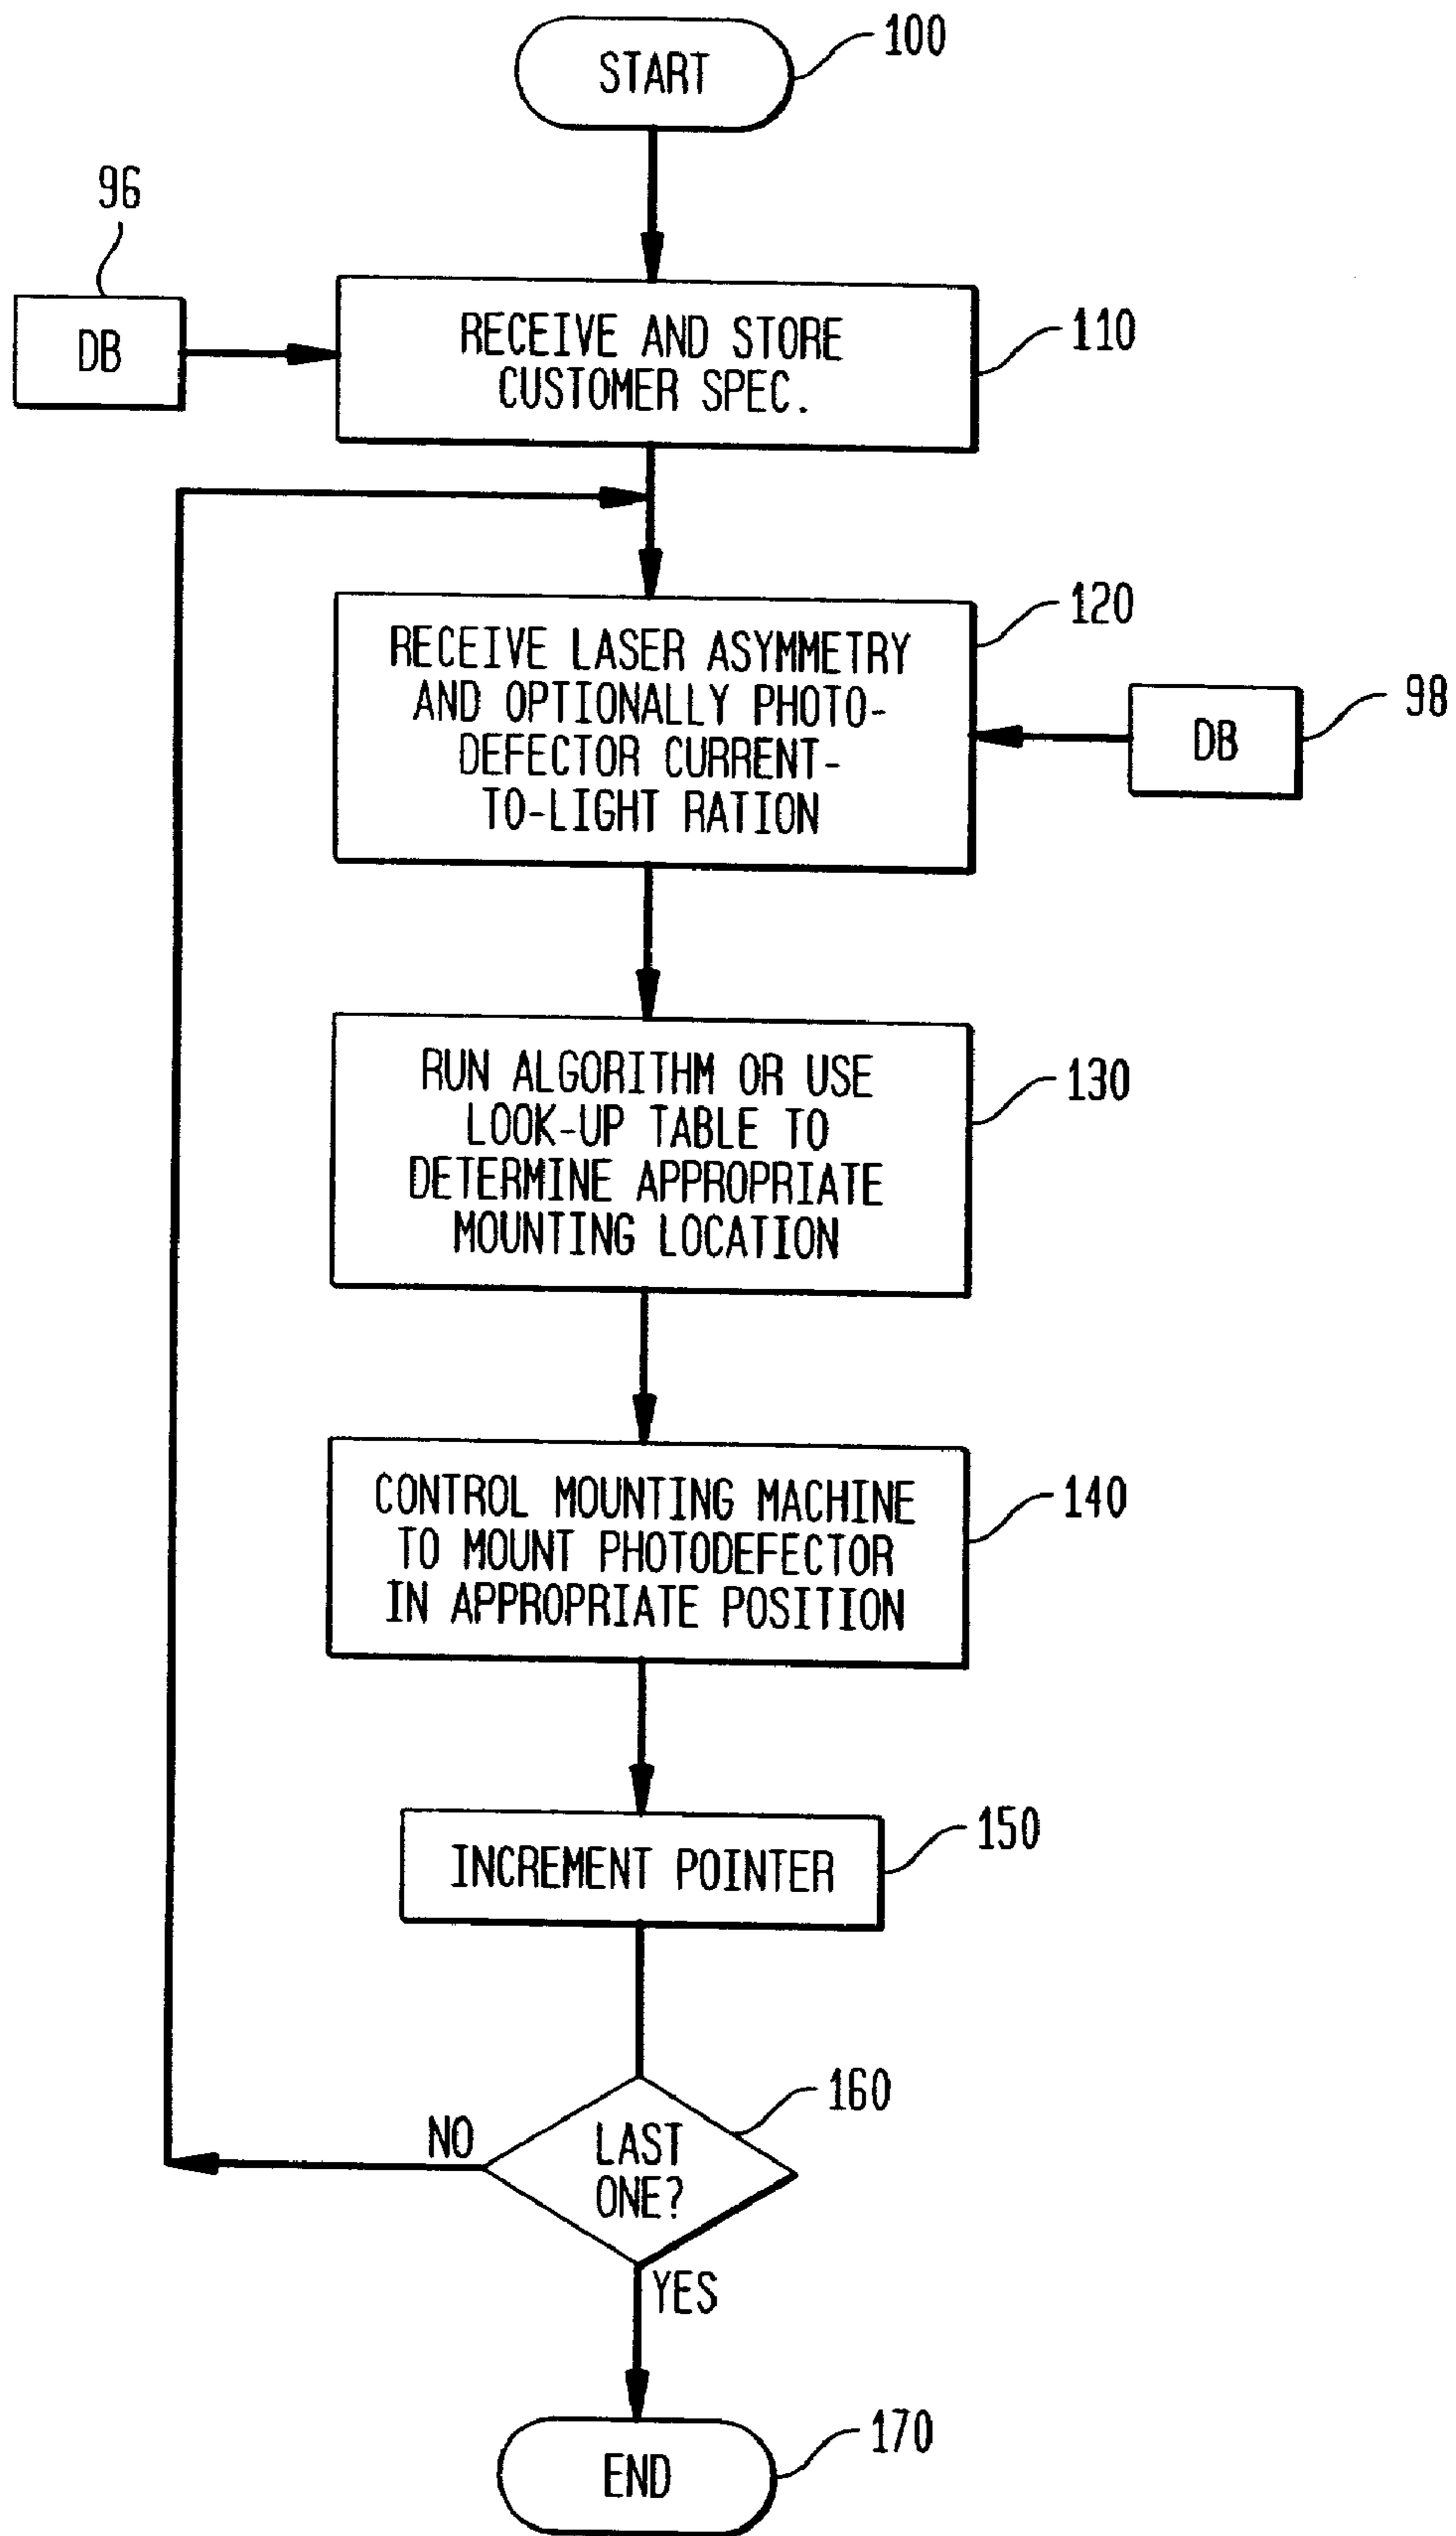 START
100
96
DB
RECEIVE AND STORE
CUSTOMER SPEC.
110
RECEIVE LASER ASYMMETRY
AND OPTIONALLY PHOTO-
DEFECTOR CURRENT-
TO-LIGHT RATION
120
DB
98
RUN ALGORITHM OR USE
LOOK-UP TABLE TO
DETERMINE APPROPRIATE
MOUNTING LOCATION
130
CONTROL MOUNTING MACHINE
TO MOUNT PHOTODEFECTOR
IN APPROPRIATE POSITION
140
INCREMENT POINTER
150
LAST
ONE?
160
NO
YES
END
170